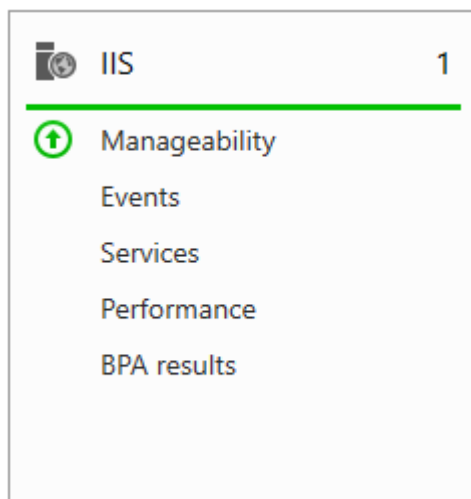 IIS 1
Manageability
Events
Services
Performance
BPA results